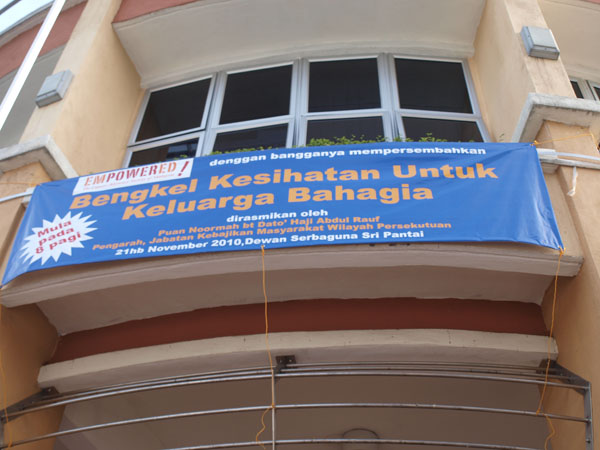 EMPOWERED!
denggan bangganya mempersembahkan
Bengkel Kesihatan Untuk
Keluarga Bahagia
dirasmikan oleh
Puan Noormah bt Dato' Haji Abdul Rauf
Pengarah, Jabatan Kebajikan Masyarakat Wilayah Persekutuan
21hb November 2010, Dewan Serbaguna Sri Pantai
Mula
pada
8 pagi